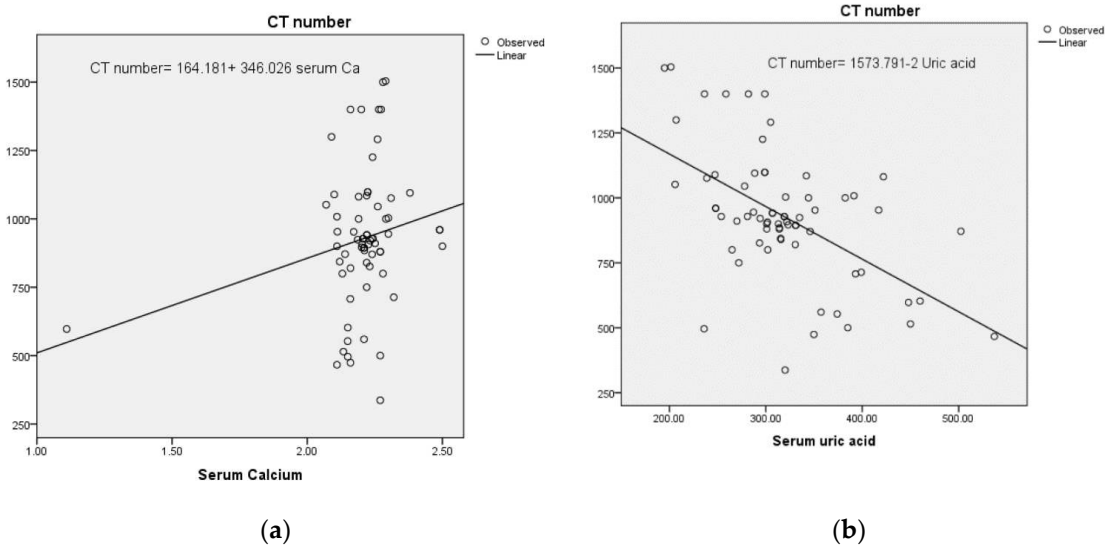 CT number
Observed
Linear
CT number= 164.181+ 346.026 serum Ca
1500
1250
1000
750
500
250
1.00
2.00
2.50
Serum Calcium
(a)
CT number
Observed
Linear
CT number= 1573.791-2 Uric acid
1500
1250
1000
750
500
250
200.00
300.00
400.00
500.00
Serum uric acid
(b)